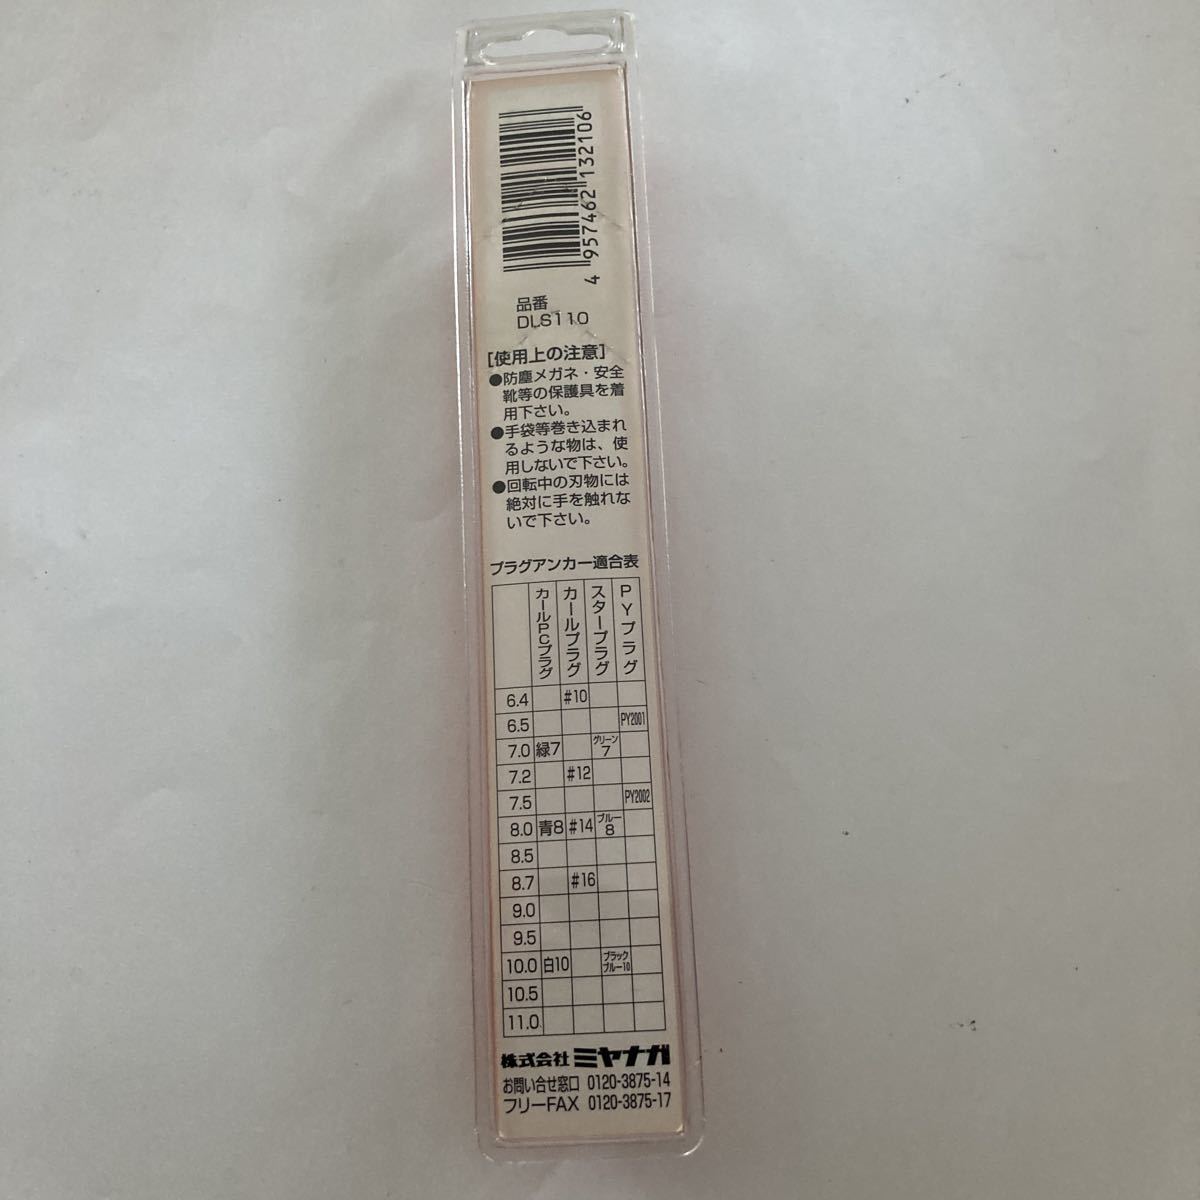 4 957462 132106
品番
DLS110
[使用上の注意]
●防塵メガネ・安全
靴等の保護具を着
用下さい。
●手袋等巻き込まれ
るような物は、使
用しないで下さい。
●回転中の刃物には
絶対に手を触れな
いで下さい。
プラグアンカー適合表
カールPCプラグ カールプラグ スタープラグ PYプラグ
6.4 #10
6.5 PY2001
7.0 緑7 グリーン7
7.2 #12
7.5 PY2002
8.0 青8 #14 ブルー8
8.5
8.7 #16
9.0
9.5
10.0 白10 ブラックブルー10
10.5
11.0
株式会社 ミヤナガ
お問い合せ窓口 0120-3875-14
フリーFAX 0120-3875-17